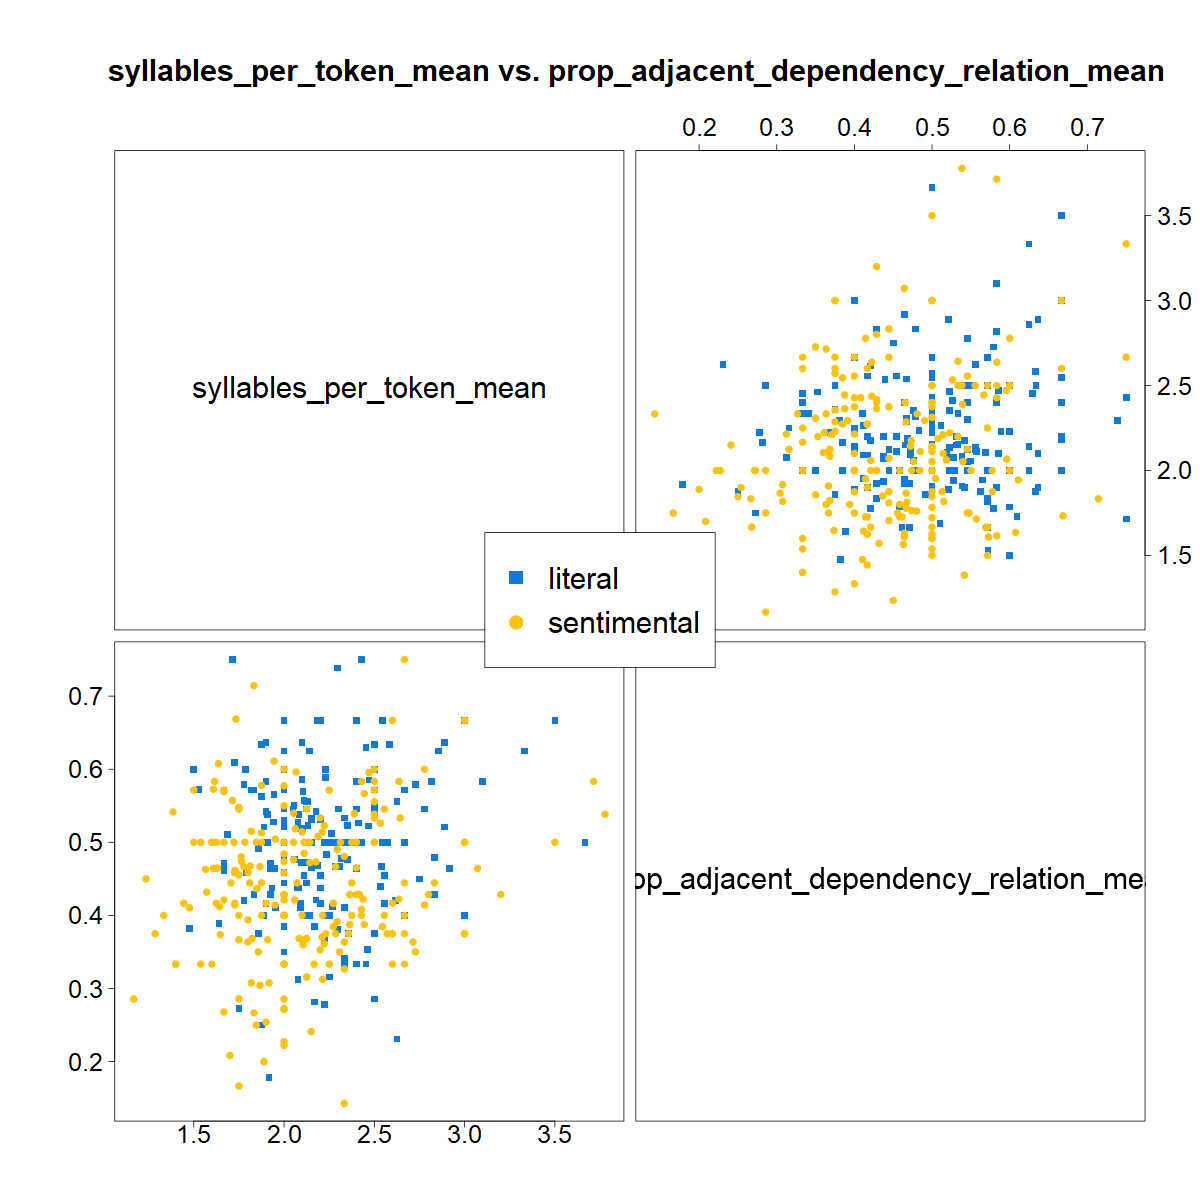 syllables_per_token_mean vs. prop_adjacent_dependency_relation_mean
0.2 0.3 0.4 0.5 0.6 0.7
syllables_per_token_mean
3.5
3.0
2.5
2.0
1.5
literal
sentimental
0.7
0.6
0.5
0.4
0.3
0.2
op_adjacent_dependency_relation_me
1.5 2.0 2.5 3.0 3.5